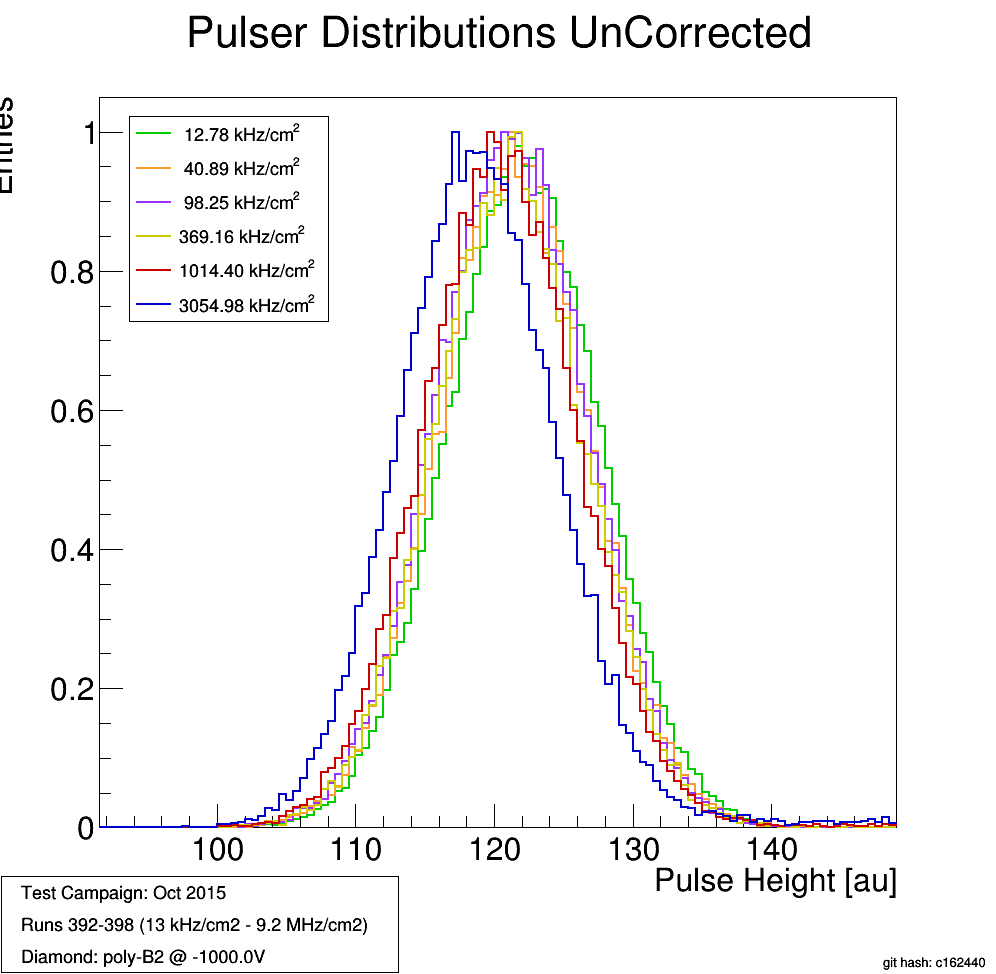 Pulser Distributions UnCorrected
Entries
1
0.8
0.6
0.4
0.2
0
12.78 kHz/cm²
40.89 kHz/cm²
98.25 kHz/cm²
369.16 kHz/cm²
1014.40 kHz/cm²
3054.98 kHz/cm²
100 110 120 130 140
Pulse Height [au]
Test Campaign: Oct 2015
Runs 392-398 (13 kHz/cm2 - 9.2 MHz/cm2)
Diamond: poly-B2 @ -1000.0V
git hash: c162440